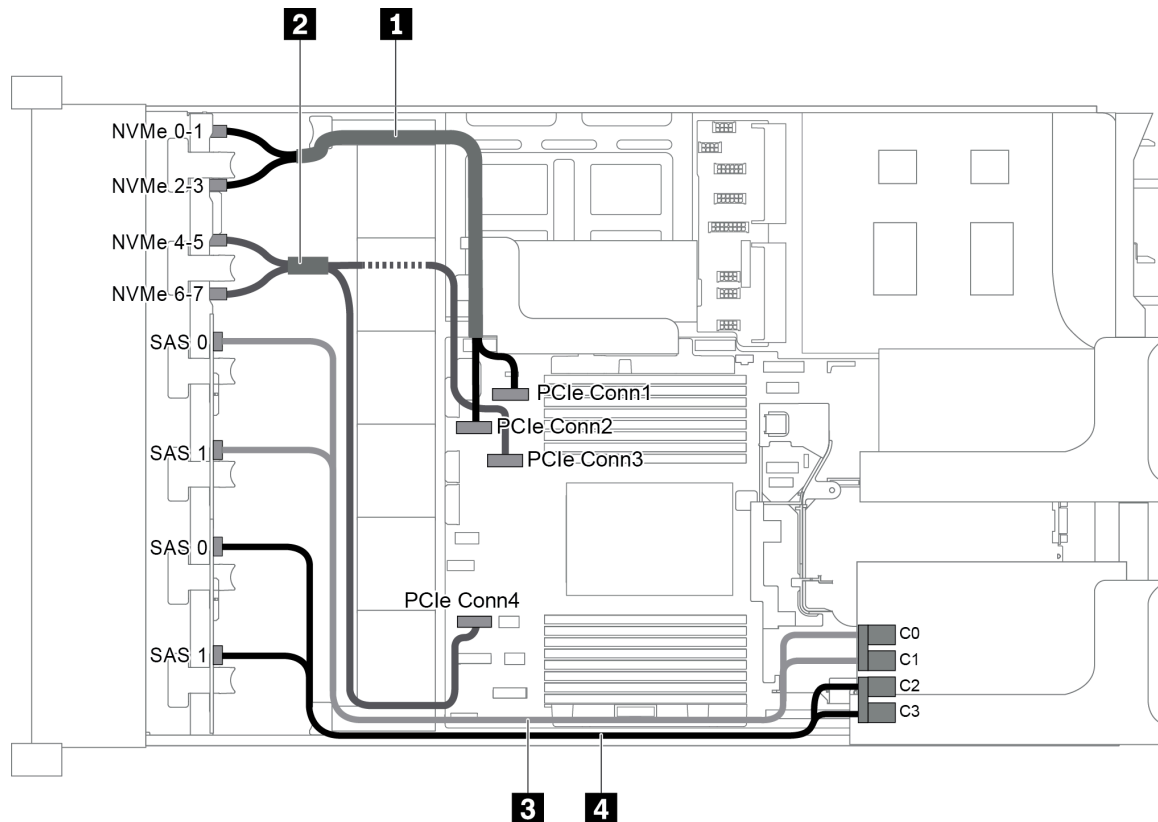 2 1
NVMe 0-1
NVMe 2-3
NVMe 4-5
NVMe 6-7
SAS 0
PCIe Conn1
PCIe Conn2
SAS 1
PCIe Conn3
SAS 0
PCIe Conn4
C0
SAS 1
C1
C2
C3
3 4